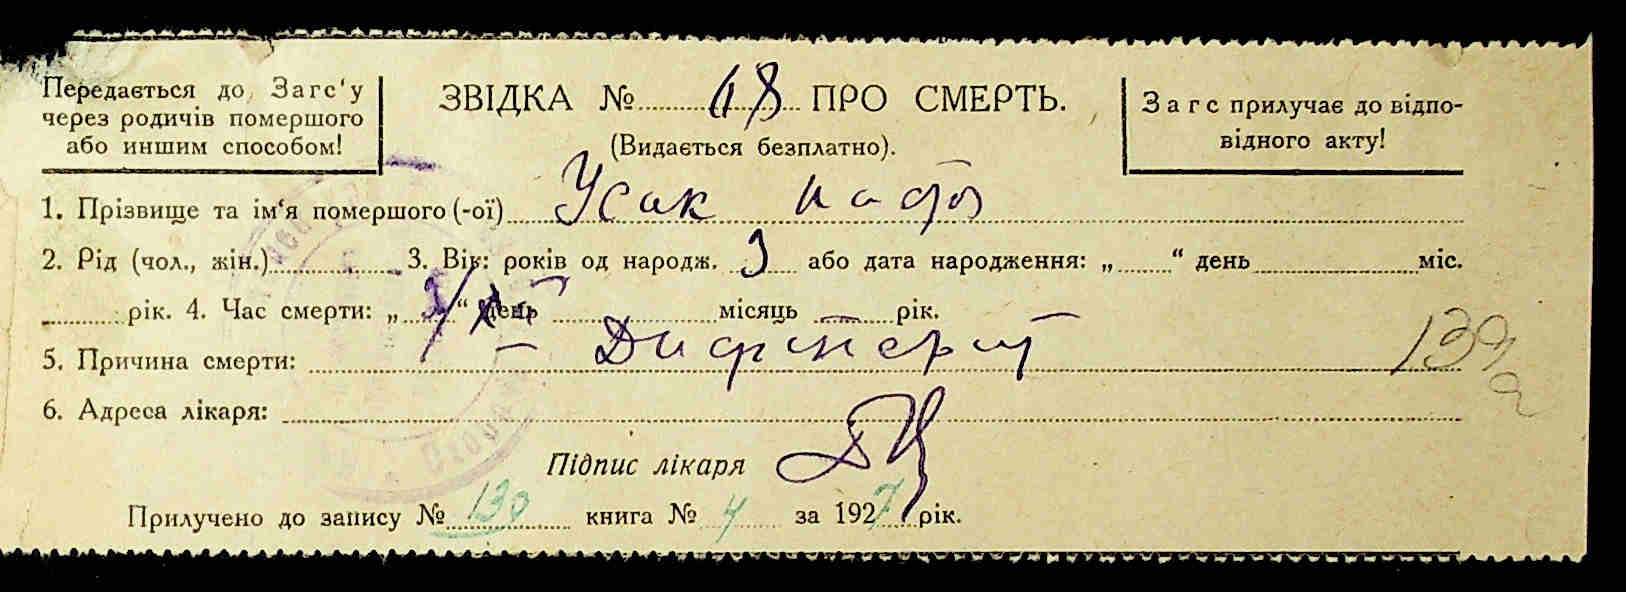 Передається до Загс'у
через родичів помершого
або иншим способом!
ЗВІДКА № 18 ПРО СМЕРТЬ.
(Видається безплатно).
Загс прилучає до відпо-
відного акту!
1. Прізвище та ім'я помершого (-ої) Усак
2. Рід (чол., жін.) 3. Вік: років од народж. 3 або дата народження: „ “ день міс.
рік. 4. Час смерти: „ “ день місяць рік.
5. Причина смерти: Дифтерит
139
6. Адреса лікаря:
Підпис лікаря
Прилучено до запису № 130 книга № 4 за 1927 рік.